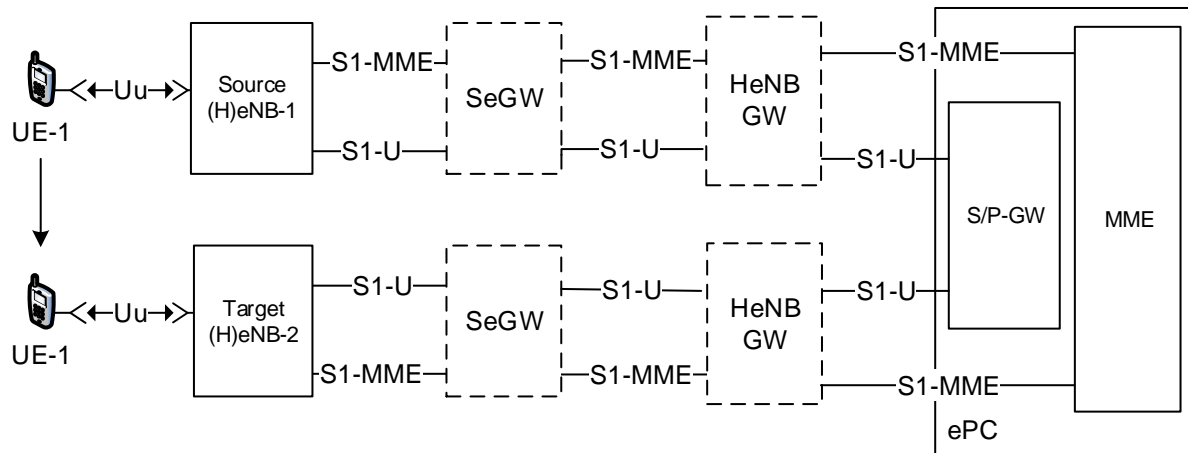 S1-MME
S1-MME
S1-MME
Source
(H)eNB-1
Uu
SeGW
HeNB
GW
UE-1
S1-U
S1-U
S1-U
S/P-GW
MME
Target
(H)eNB-2
Uu
S1-U
S1-U
S1-U
SeGW
HeNB
GW
UE-1
S1-MME
S1-MME
S1-MME
ePC